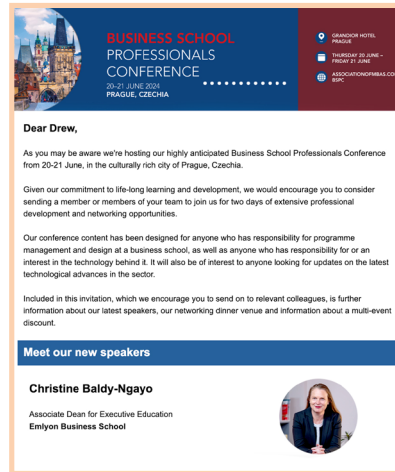 BUSINESS SCHOOL
PROFESSIONALS
CONFERENCE
20–21 JUNE 2024
PRAGUE, CZECHIA
GRANDIOR HOTEL
PRAGUE
THURSDAY 20 JUNE –
FRIDAY 21 JUNE
ASSOCIATIONOFMBAS.COM
BSPC
Dear Drew,
As you may be aware we're hosting our highly anticipated Business School Professionals Conference
from 20-21 June, in the culturally rich city of Prague, Czechia.
Given our commitment to life-long learning and development, we would encourage you to consider
sending a member or members of your team to join us for two days of extensive professional
development and networking opportunities.
Our conference content has been designed for anyone who has responsibility for programme
management and design at a business school, as well as anyone who has responsibility for or an
interest in the technology behind it. It will also be of interest to anyone looking for updates on the latest
technological advances in the sector.
Included in this invitation, which we encourage you to send on to relevant colleagues, is further
information about our latest speakers, our networking dinner venue and information about a multi-event
discount.
Meet our new speakers
Christine Baldy-Ngayo
Associate Dean for Executive Education
Emlyon Business School